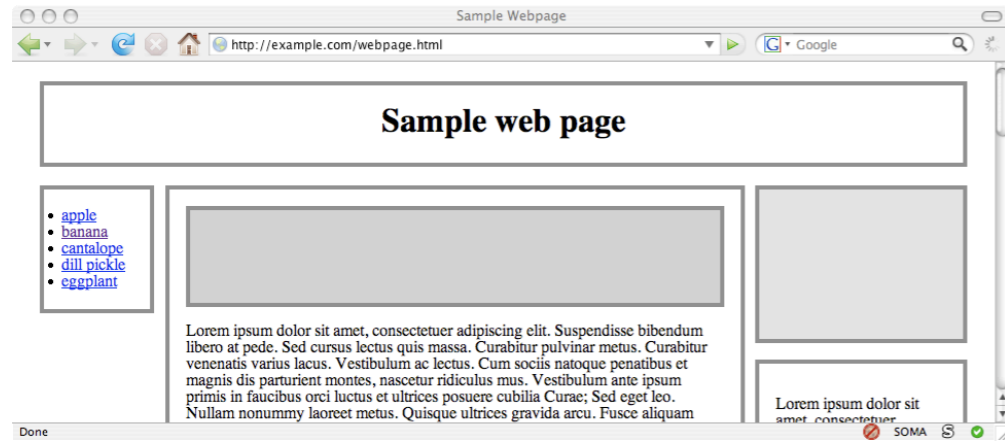 Sample Webpage
http://example.com/webpage.html
Google
Sample web page
apple
banana
cantalope
dill pickle
eggplant
Lorem ipsum dolor sit amet, consectetuer adipiscing elit. Suspendisse bibendum
libero at pede. Sed cursus lectus quis massa. Curabitur pulvinar metus. Curabitur
venenatis varius lacus. Vestibulum ac lectus. Cum sociis natoque penatibus et
magnis dis parturient montes, nascetur ridiculus mus. Vestibulum ante ipsum
primis in faucibus orci luctus et ultrices posuere cubilia Curae; Sed eget leo.
Nullam nonummy laoreet metus. Quisque ultrices gravida arcu. Fusce aliquam
Lorem ipsum dolor sit
amet, consectetuer
Done
SOMA